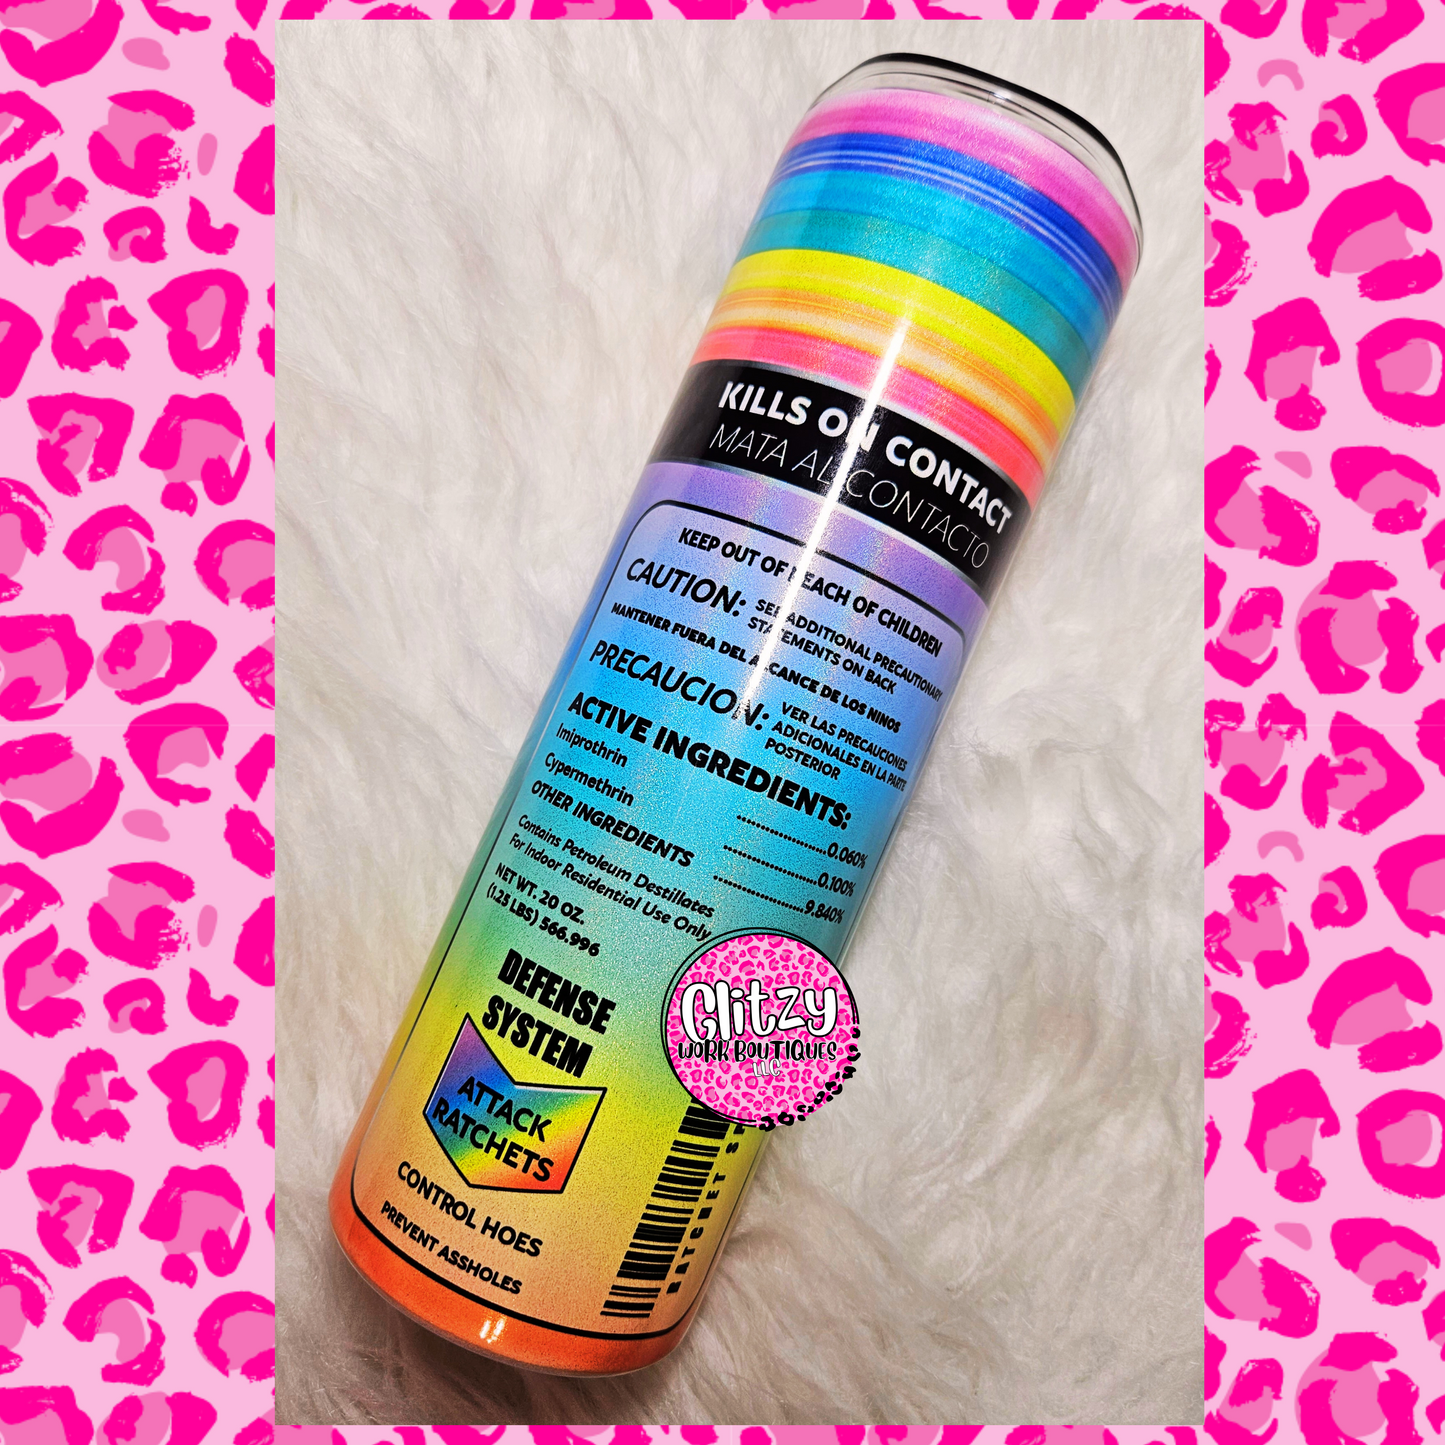 KILLS ON CONTACT
MATA AL CONTACTO
KEEP OUT OF REACH OF CHILDREN
CAUTION: SEE ADDITIONAL PRECAUTIONARY
STATEMENTS ON BACK
MANTENER FUERA DEL ALCANCE DE LOS NINOS
PRECAUCION: VER LAS PRECAUCIONES
ADICIONALES EN LA PARTE
POSTERIOR
ACTIVE INGREDIENTS:
Imiprothrin ....................0.060%
Cypermethrin ....................0.100%
OTHER INGREDIENTS ....................9.840%
Contains Petroleum Destillates
For Indoor Residential Use Only
NET WT. 20 OZ.
(1.25 LBS) 566.996
DEFENSE
SYSTEM
ATTACK
RATCHETS
CONTROL HOES
PREVENT ASSHOLES
RATCHET
Glitzy
WORK BOUTIQUES
LLC